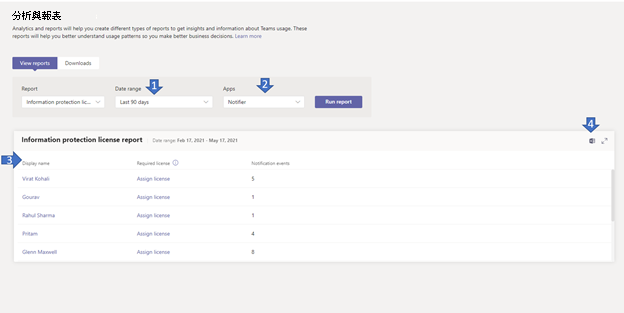 分析與報表
Analytics and reports will help you create different types of reports to get insights and information about Teams usage. These
reports will help you better understand usage patterns so you make better business decisions. Learn more
View reports Downloads
Report Date range 1 Apps 2
Information protection lic... Last 90 days Notifier Run report
Information protection license report Date range: Feb 17, 2021 - May 17, 2021 4
3 Display name Required license Notification events
Virat Kohali Assign license 5
Gourav Assign license 1
Rahul Sharma Assign license 1
Pritam Assign license 4
Glenn Maxwell Assign license 8